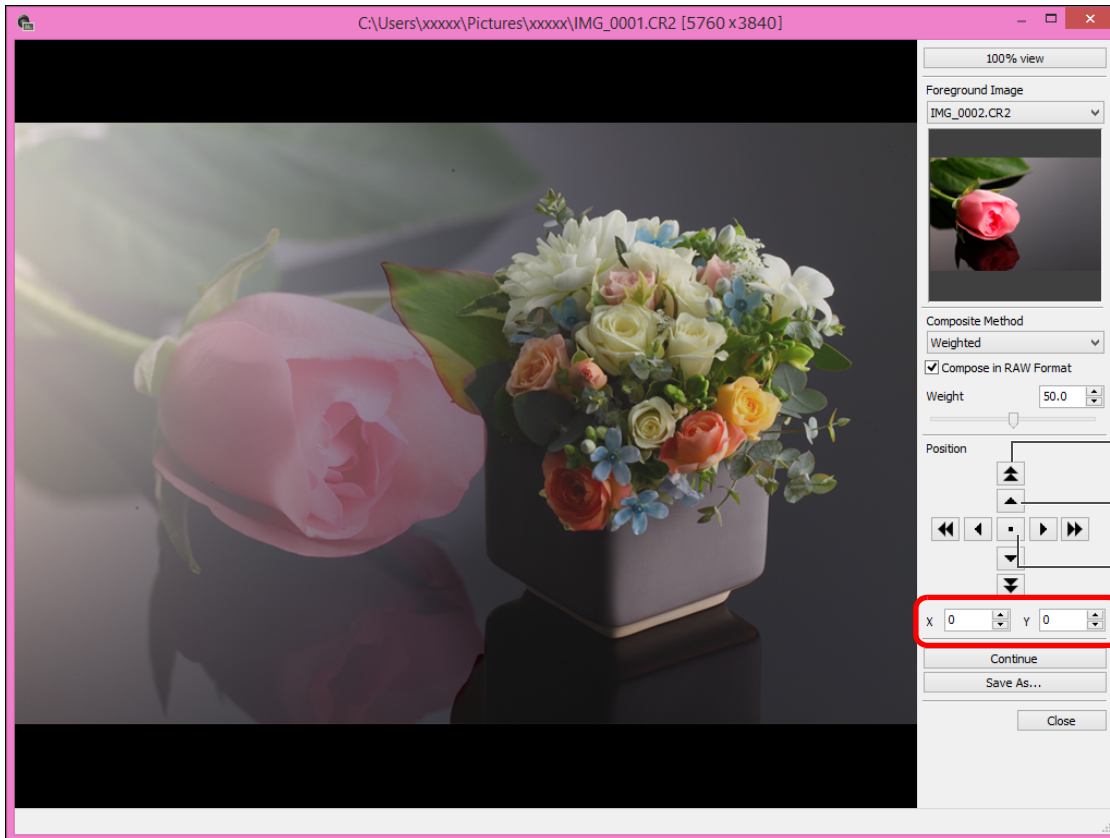 C:\Users\xxxxx\Pictures\xxxxx\IMG_0001.CR2 [5760 x3840]
100% view
Foreground Image
IMG_0002.CR2
Composite Method
Weighted
Compose in RAW Format
Weight 50.0
Position
X 0 Y 0
Continue
Save As...
Close